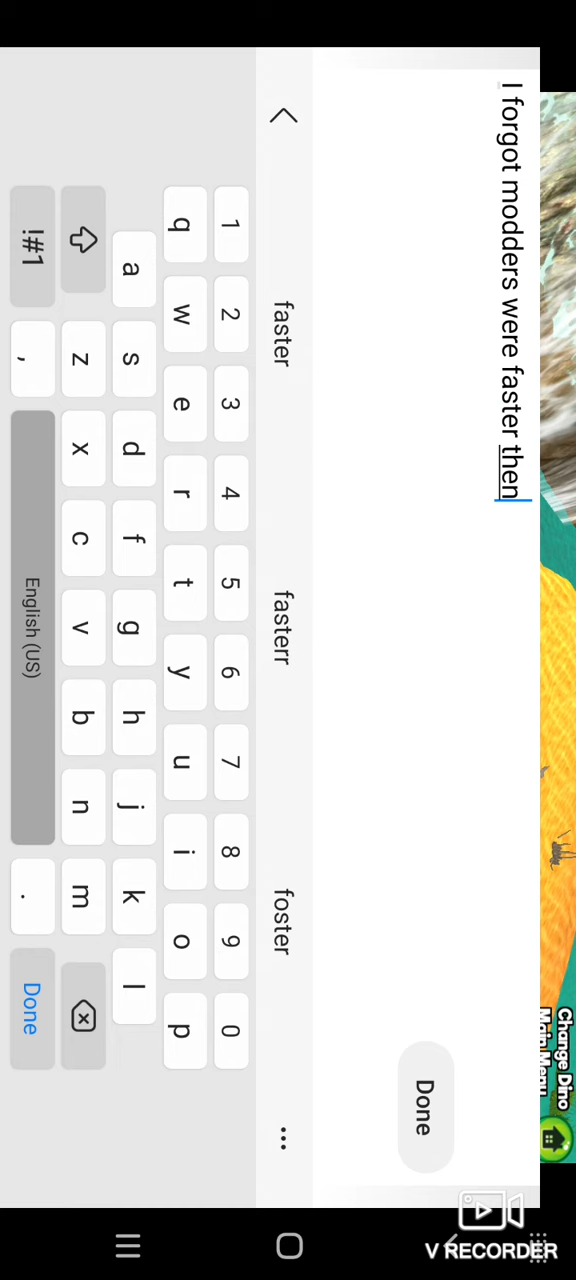 I forgot modders were faster then
Done
faster fasterr foster ...
1 2 3 4 5 6 7 8 9 0
q w e r t y u i o p
a s d f g h j k l
z x c v b n m
!#1 , English (US) . Done
Change Dino
Main Menu
V RECORDER